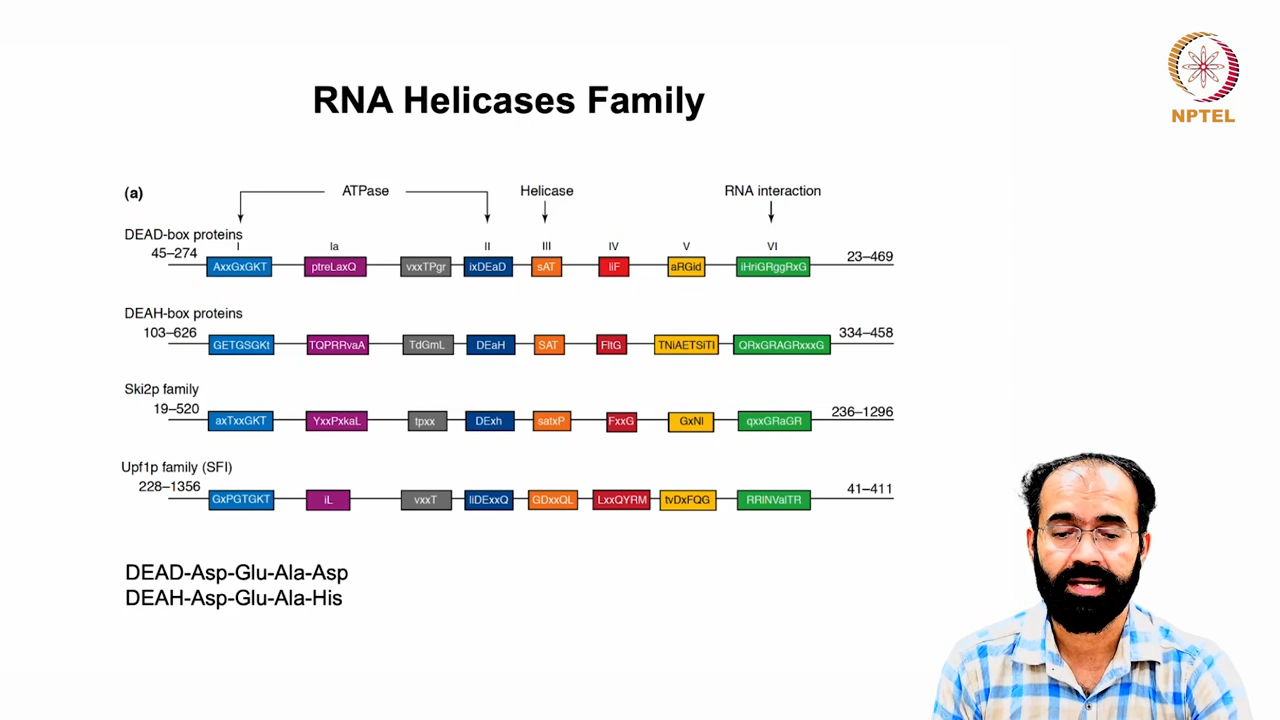 RNA Helicases Family
NPTEL
(a)
ATPase
Helicase
RNA interaction
DEAD-box proteins
I
Ia
II
III
IV
V
VI
45–274
23–469
AxxGxGKT
ptreLaxQ
vxxTPgr
ixDEaD
sAT
liF
aRGid
iHriGRggRxG
DEAH-box proteins
103–626
334–458
GETGSGKt
TQPRRvaA
TdGmL
DEaH
SAT
FltG
TNiAETSiTI
QRxGRAGRxxxG
Ski2p family
19–520
236–1296
axTxxGKT
YxxPxkaL
tpxx
DExh
satxP
FxxG
GxNl
qxxGRaGR
Upf1p family (SFI)
228–1356
41–411
GxPGTGKT
iL
vxxT
liDExxQ
GDxxQL
LxxQYRM
tvDxFQG
RRINValTR
DEAD-Asp-Glu-Ala-Asp
DEAH-Asp-Glu-Ala-His